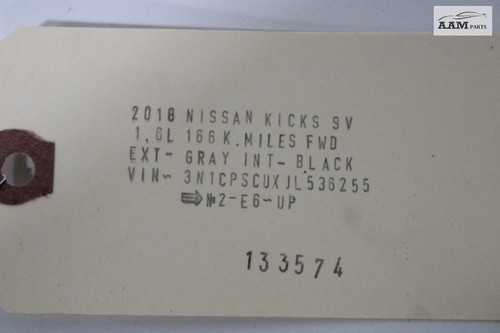 AAM PARTS
2018 NISSAN KICKS SV
1.6L 166K.MILES FWD
EXT- GRAY INT- BLACK
VIN~ 3N1CP5CUXJL536255
⇨ №2-E6~UP
133574